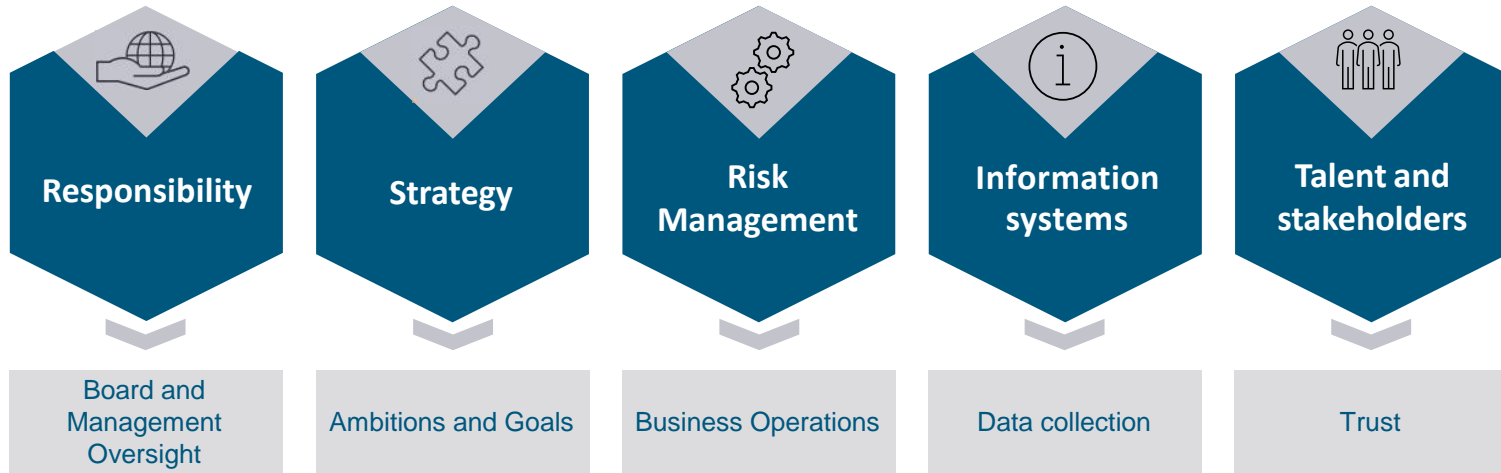 Responsibility
Strategy
Risk
Management
Information
systems
Talent and
stakeholders
Board and
Management
Oversight
Ambitions and Goals
Business Operations
Data collection
Trust